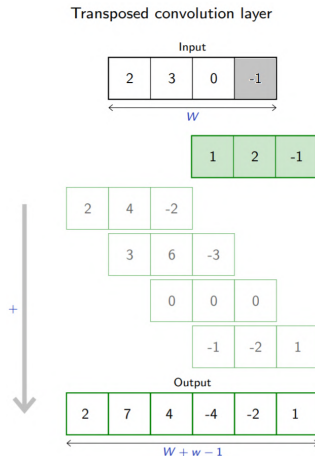 Transposed convolution layer
Input
2 3 0 -1
W
1 2 -1
2 4 -2
3 6 -3
+
0 0 0
-1 -2 1
Output
2 7 4 -4 -2 1
W + w − 1